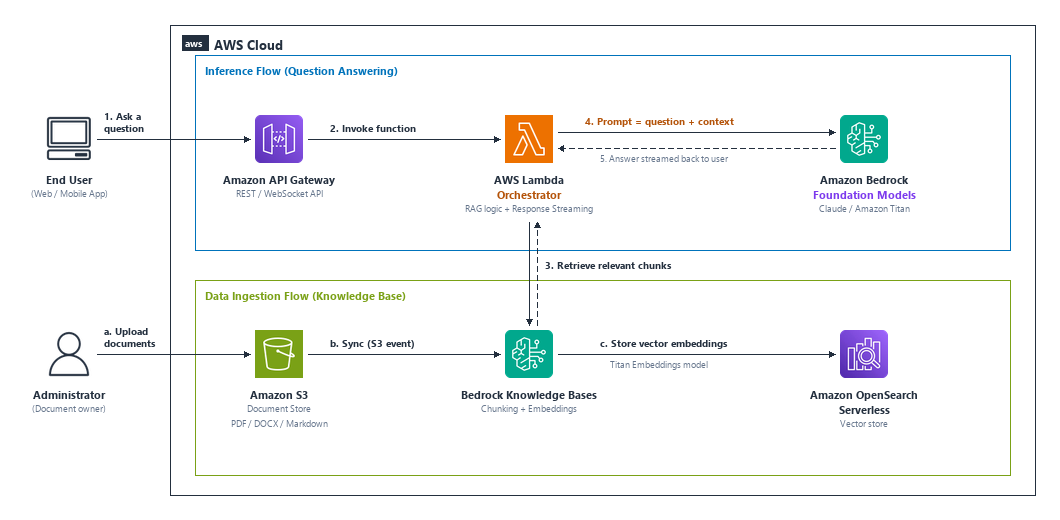 aws
AWS Cloud
Inference Flow (Question Answering)
1. Ask a
question
2. Invoke function
4. Prompt = question + context
5. Answer streamed back to user
End User
(Web / Mobile App)
Amazon API Gateway
REST / WebSocket API
AWS Lambda
Orchestrator
RAG logic + Response Streaming
Amazon Bedrock
Foundation Models
Claude / Amazon Titan
3. Retrieve relevant chunks
Data Ingestion Flow (Knowledge Base)
a. Upload
documents
b. Sync (S3 event)
c. Store vector embeddings
Titan Embeddings model
Administrator
(Document owner)
Amazon S3
Document Store
PDF / DOCX / Markdown
Bedrock Knowledge Bases
Chunking + Embeddings
Amazon OpenSearch
Serverless
Vector store